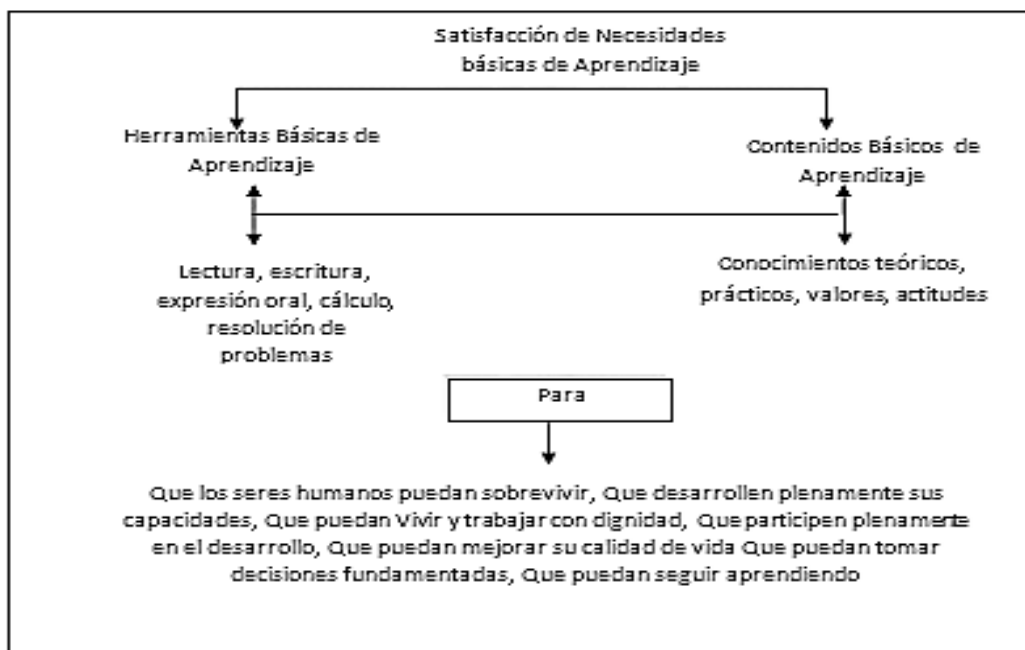 Satisfacción de Necesidades
básicas de Aprendizaje
Herramientas Básicas de
Aprendizaje
Contenidos Básicos de
Aprendizaje
Lectura, escritura,
expresión oral, cálculo,
resolución de
problemas
Conocimientos teóricos,
prácticos, valores, actitudes
Para
Que los seres humanos puedan sobrevivir, Que desarrollen plenamente sus
capacidades, Que puedan Vivir y trabajar con dignidad, Que participen plenamente
en el desarrollo, Que puedan mejorar su calidad de vida Que puedan tomar
decisiones fundamentadas, Que puedan seguir aprendiendo